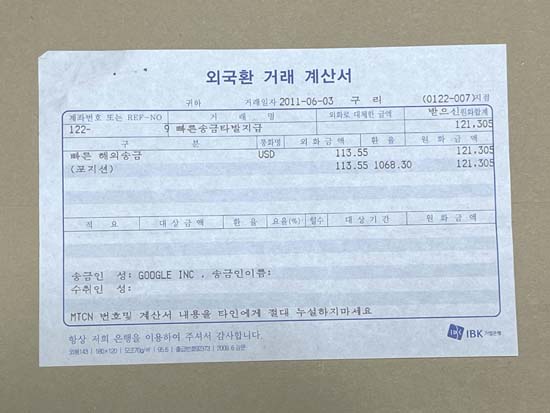 외국환 거래 계산서
귀하 거래일자 2011-06-03 구 리 (0122-007)지점
계좌번호 또는 REF-NO 거 래 명 외화로 대체한 금액 받으신원화합계
122- 9 빠른송금타발지급 121,305
구 분 통화명 외 화 금 액 환 율 원 화 금 액
빠른 해외송금 USD 113.55 121.305
(포지션) 113.55 1068.30 121.305
적 요 대 상 금 액 환 율 요율(%) 일수 대 상 기 간 원 화 금 액
송금인 성: GOOGLE INC . 송금인이름:
수취인 성:
MTCN 번호및 계산서 내용을 타인에게 절대 누설하지마세요
항상 저희 은행을 이용하여 주셔서 감사합니다.
IBK 기업은행